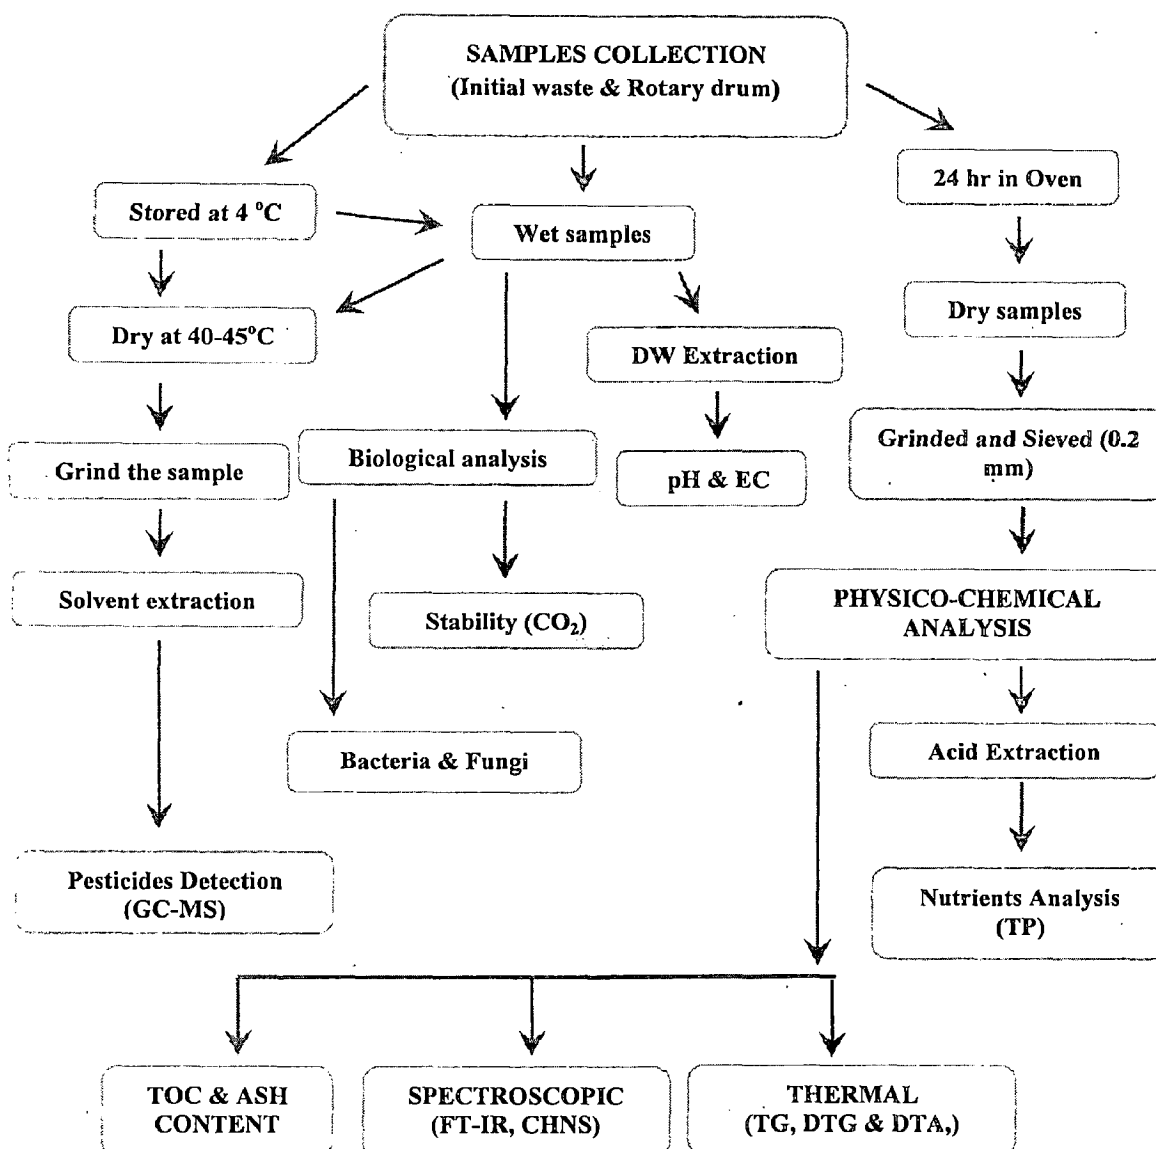 SAMPLES COLLECTION
(Initial waste & Rotary drum)
24 hr in Oven
Stored at 4 °C
Wet samples
Dry samples
Dry at 40-45°C
DW Extraction
Grinded and Sieved (0.2
mm)
Biological analysis
Grind the sample
pH & EC
Solvent extraction
PHYSICO-CHEMICAL
ANALYSIS
Stability (CO₂)
Acid Extraction
Bacteria & Fungi
Pesticides Detection
(GC-MS)
Nutrients Analysis
(TP)
TOC & ASH
CONTENT
SPECTROSCOPIC
(FT-IR, CHNS)
THERMAL
(TG, DTG & DTA,)